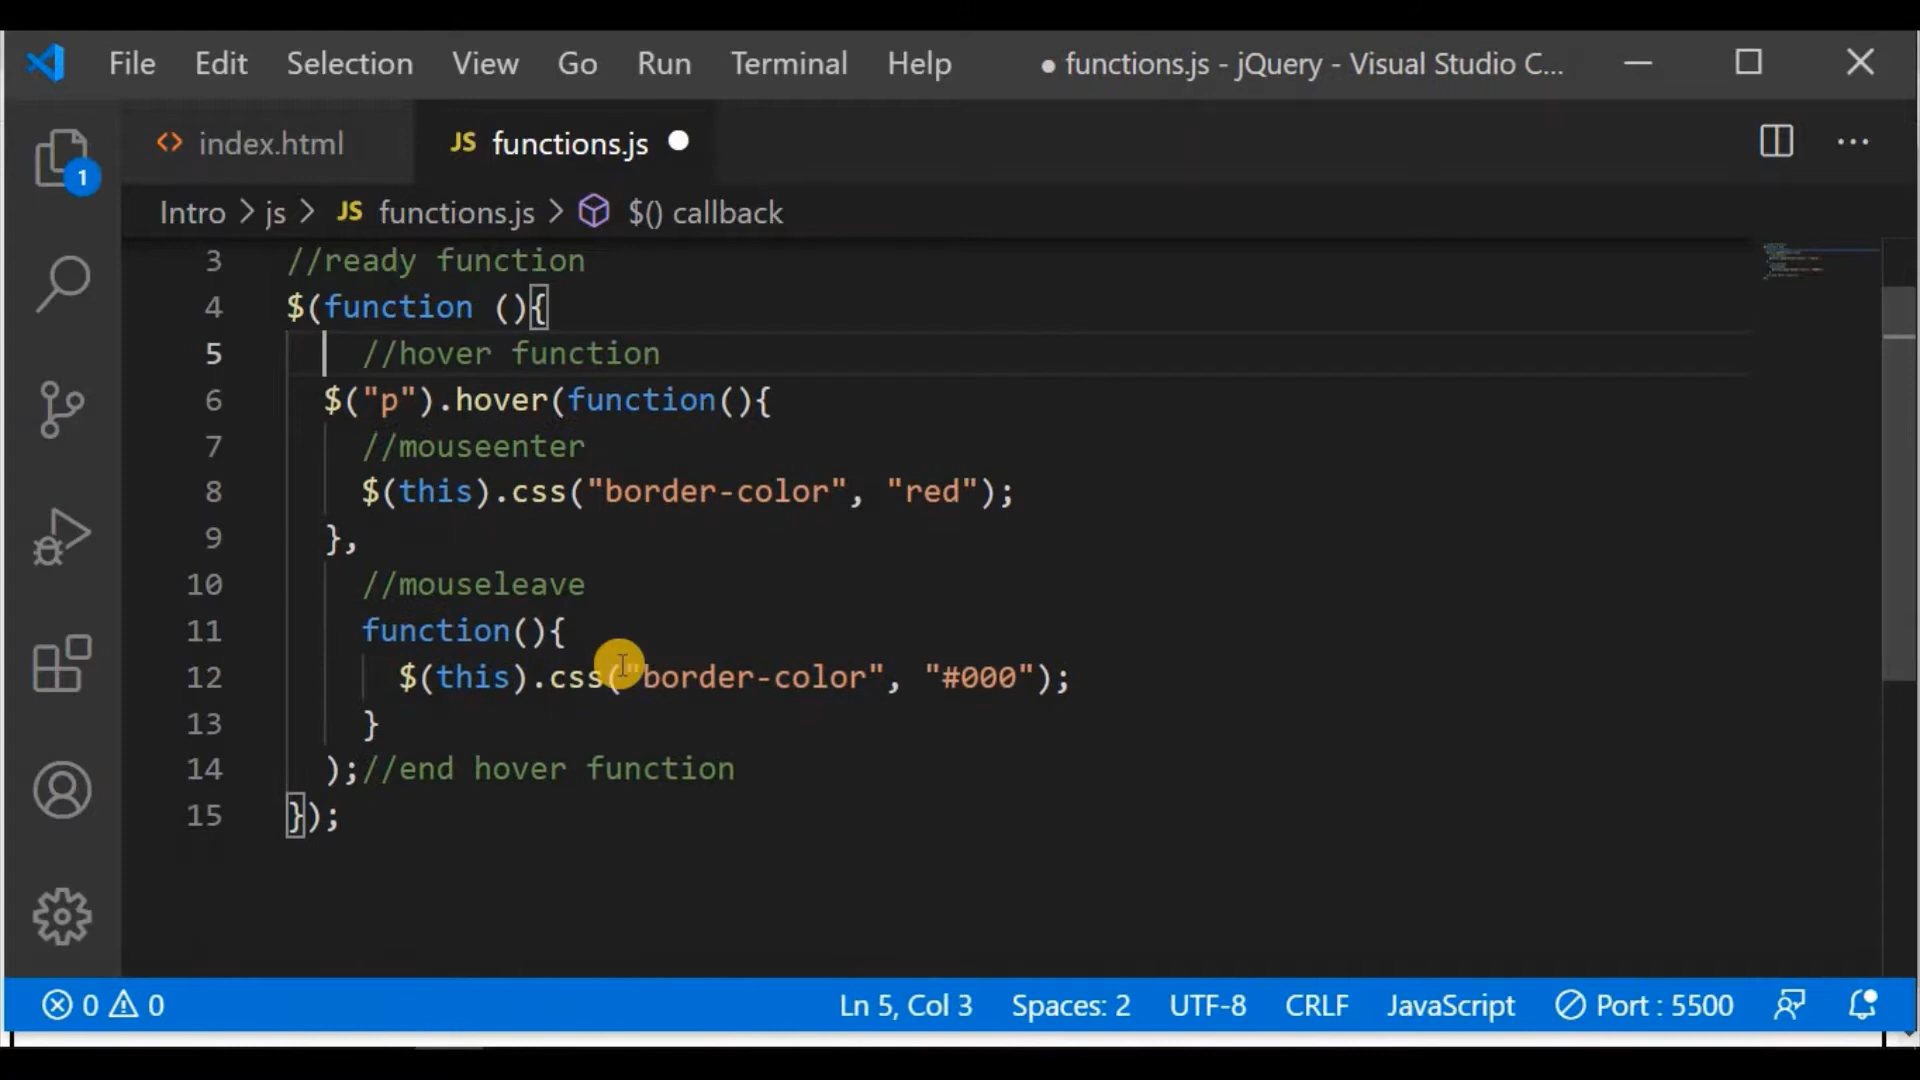 File Edit Selection View Go Run Terminal Help ● functions.js - jQuery - Visual Studio C...
index.html JS functions.js
1
Intro > js > JS functions.js > $() callback
3 //ready function
4 $(function (){
5 //hover function
6 $("p").hover(function(){
7 //mouseenter
8 $(this).css("border-color", "red");
9 },
10 //mouseleave
11 function(){
12 $(this).css("border-color", "#000");
13 }
14 );//end hover function
15 });
0 0 Ln 5, Col 3 Spaces: 2 UTF-8 CRLF JavaScript Port : 5500